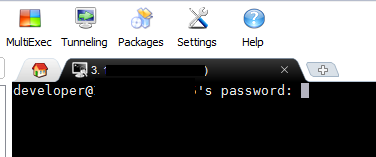 MultiExec Tunneling Packages Settings Help
3. )
developer@ 's password: